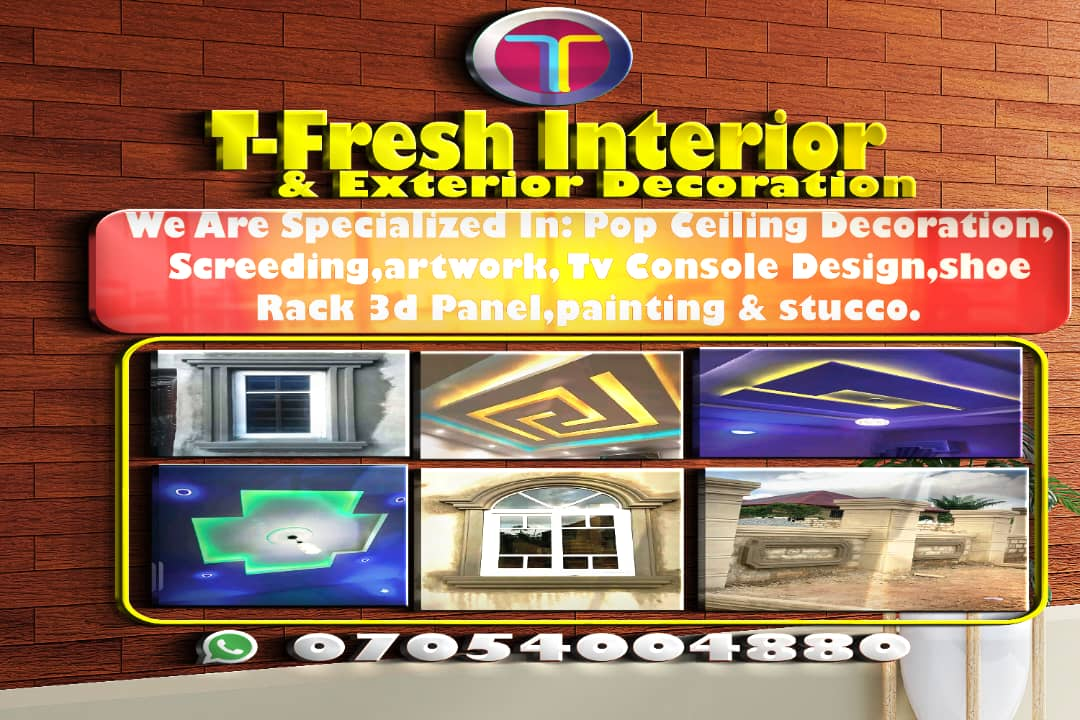 T
T-Fresh Interior
& Exterior Decoration
We Are Specialized In: Pop Ceiling Decoration,
Screeding,artwork, Tv Console Design,shoe
Rack 3d Panel,painting & stucco.
07054004880